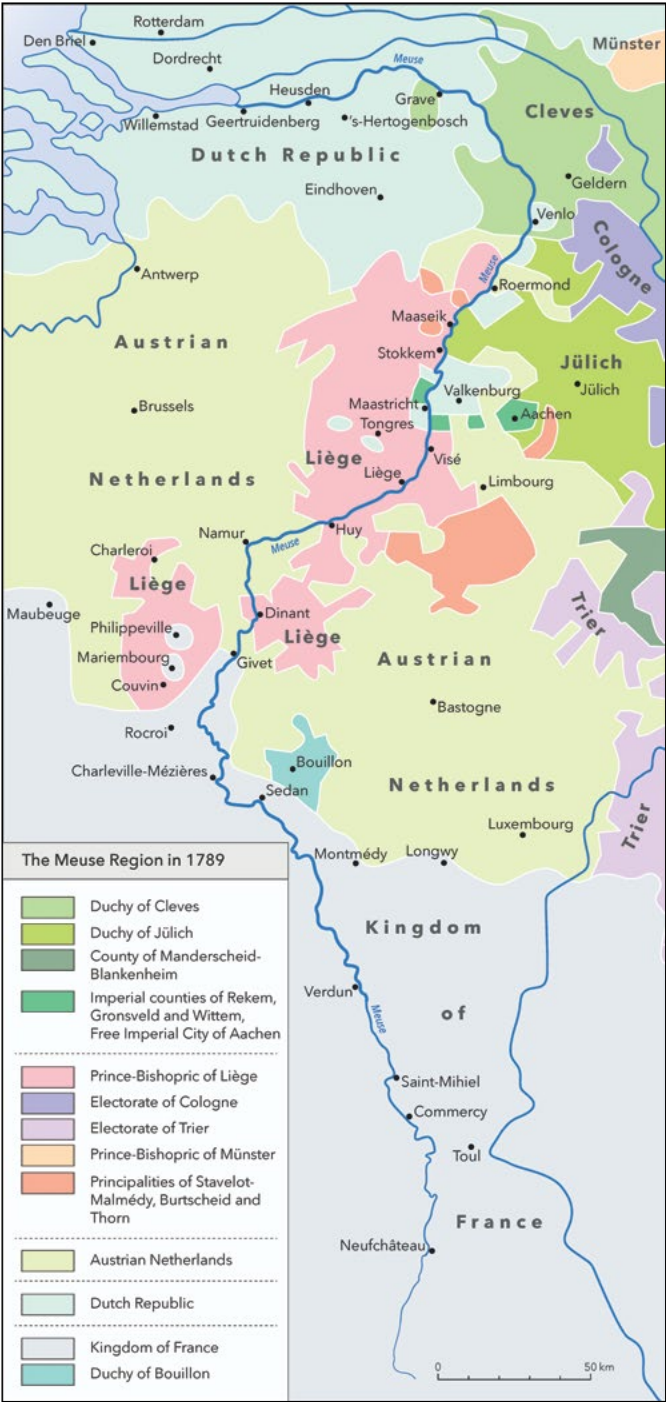 Rotterdam
Den Briel
Dordrecht
Münster
Meuse
Heusden
Grave
Cleves
Willemstad
Geertruidenberg
's-Hertogenbosch
Dutch Republic
Geldern
Eindhoven
Venlo
Cologne
Antwerp
Meuse
Roermond
Maaseik
Austrian
Stokkem
Jülich
Jülich
Valkenburg
Maastricht
Brussels
Aachen
Tongres
Liège
Visé
Netherlands
Liège
Limbourg
Huy
Namur
Meuse
Charleroi
Liège
Maubeuge
Dinant
Trier
Philippeville
Liège
Givet
Mariembourg
Austrian
Couvin
Bastogne
Rocroi
Bouillon
Charleville-Mézières
Netherlands
Sedan
Luxembourg
Trier
Montmédy
Longwy
Kingdom
Verdun
Meuse
of
Saint-Mihiel
Commercy
Toul
France
Neufchâteau
0
50 km
The Meuse Region in 1789
Duchy of Cleves
Duchy of Jülich
County of Manderscheid-
Blankenheim
Imperial counties of Rekem,
Gronsveld and Wittem,
Free Imperial City of Aachen
Prince-Bishopric of Liège
Electorate of Cologne
Electorate of Trier
Prince-Bishopric of Münster
Principalities of Stavelot-
Malmédy, Burtscheid and
Thorn
Austrian Netherlands
Dutch Republic
Kingdom of France
Duchy of Bouillon